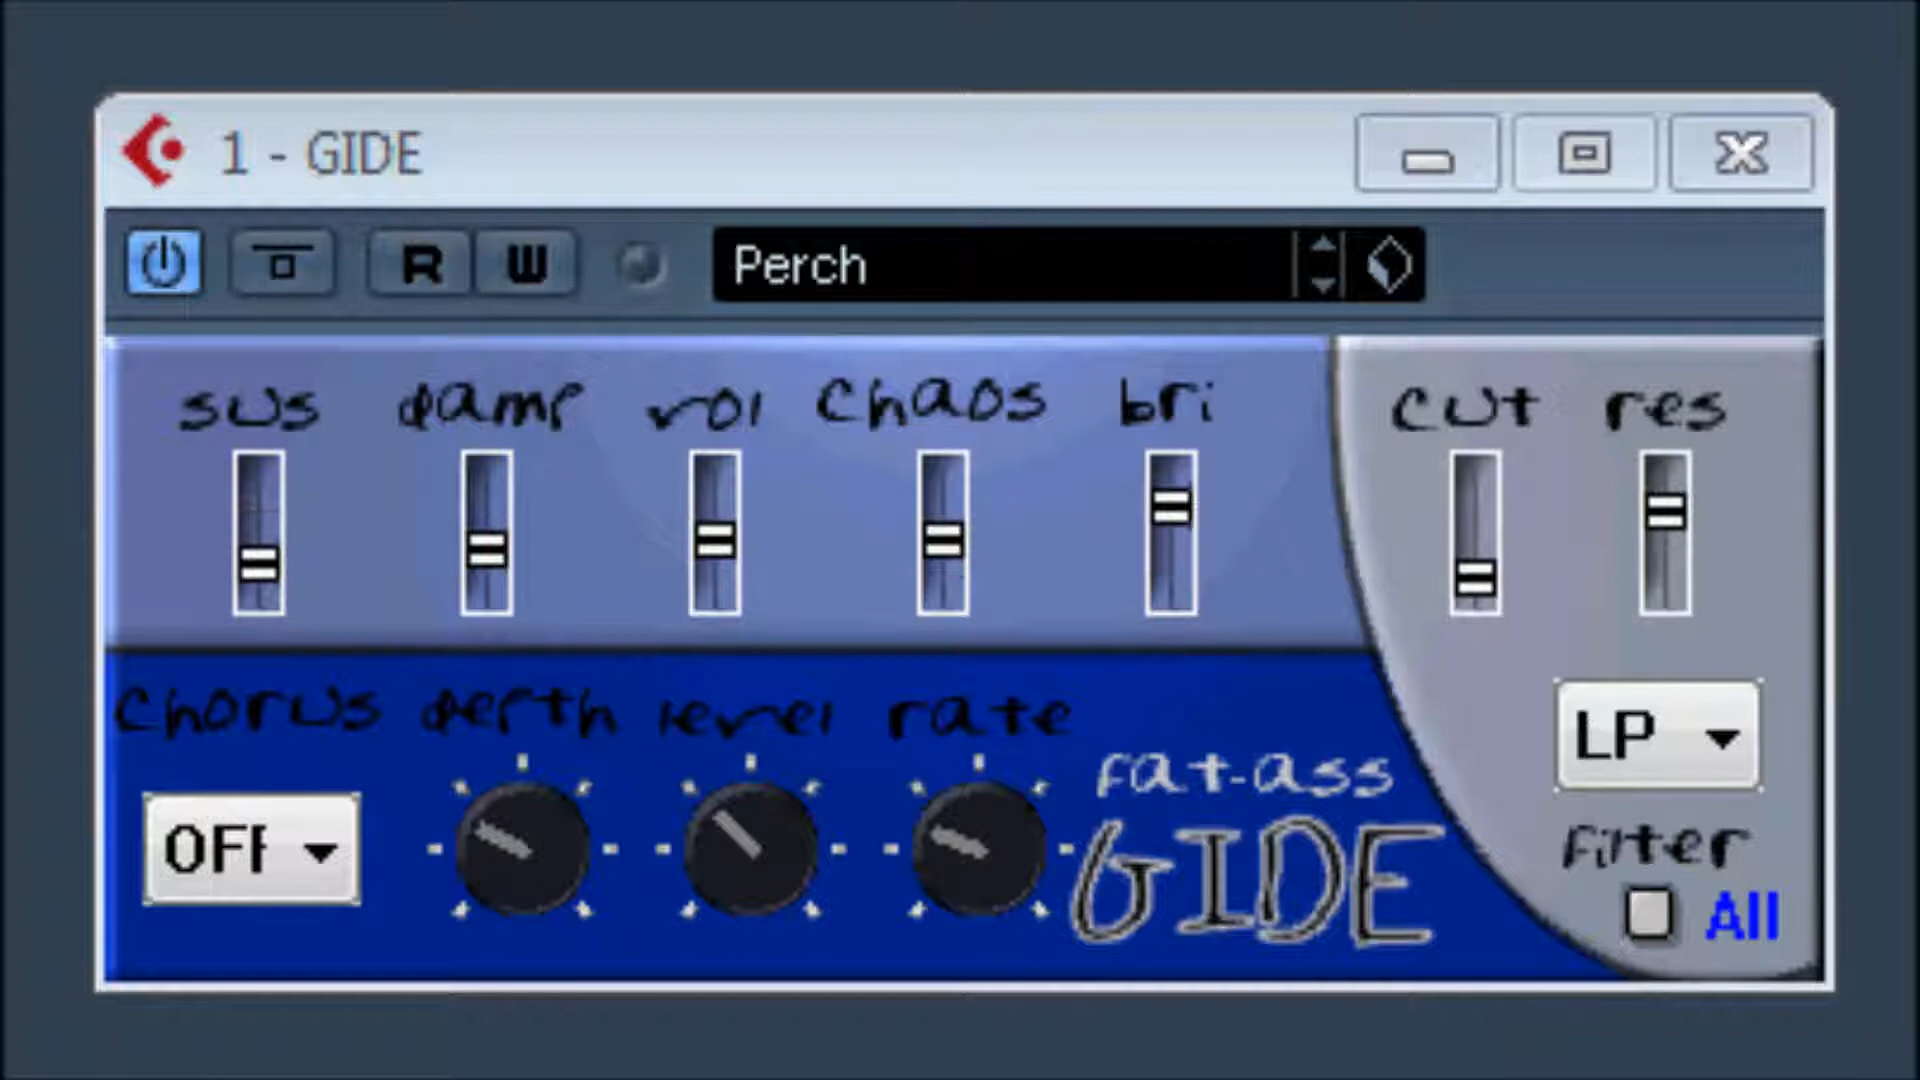 1 - GIDE
R W Perch
sus damp vol Chaos bri cut res
Chorus depth level rate
LP
fat-ass
OFF
GIDE
filter
All